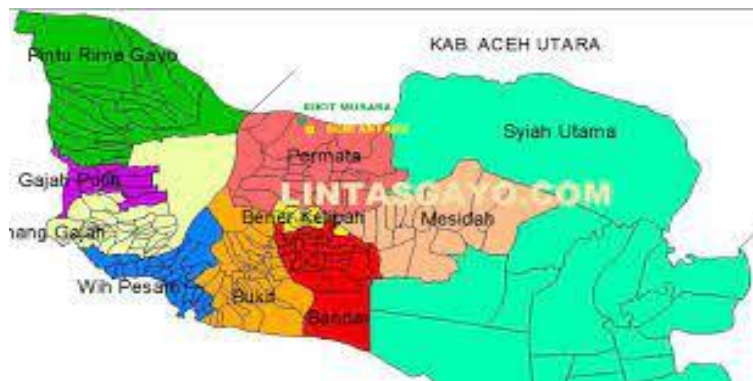 KAB. ACEH UTARA
Pintu Rime Gayo
Syiah Utama
Permata
Gajah Putih
LINTASGAYO.COM
Bener Kelipah
Mesidah
Wih Pesam
Bukit
Bandar